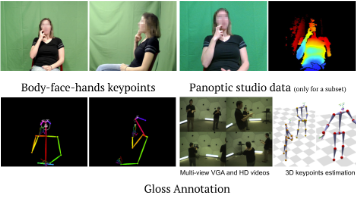 Body-face-hands keypoints
Panoptic studio data (only for a subset)
Multi-view VGA and HD videos
3D keypoints estimation
Gloss Annotation